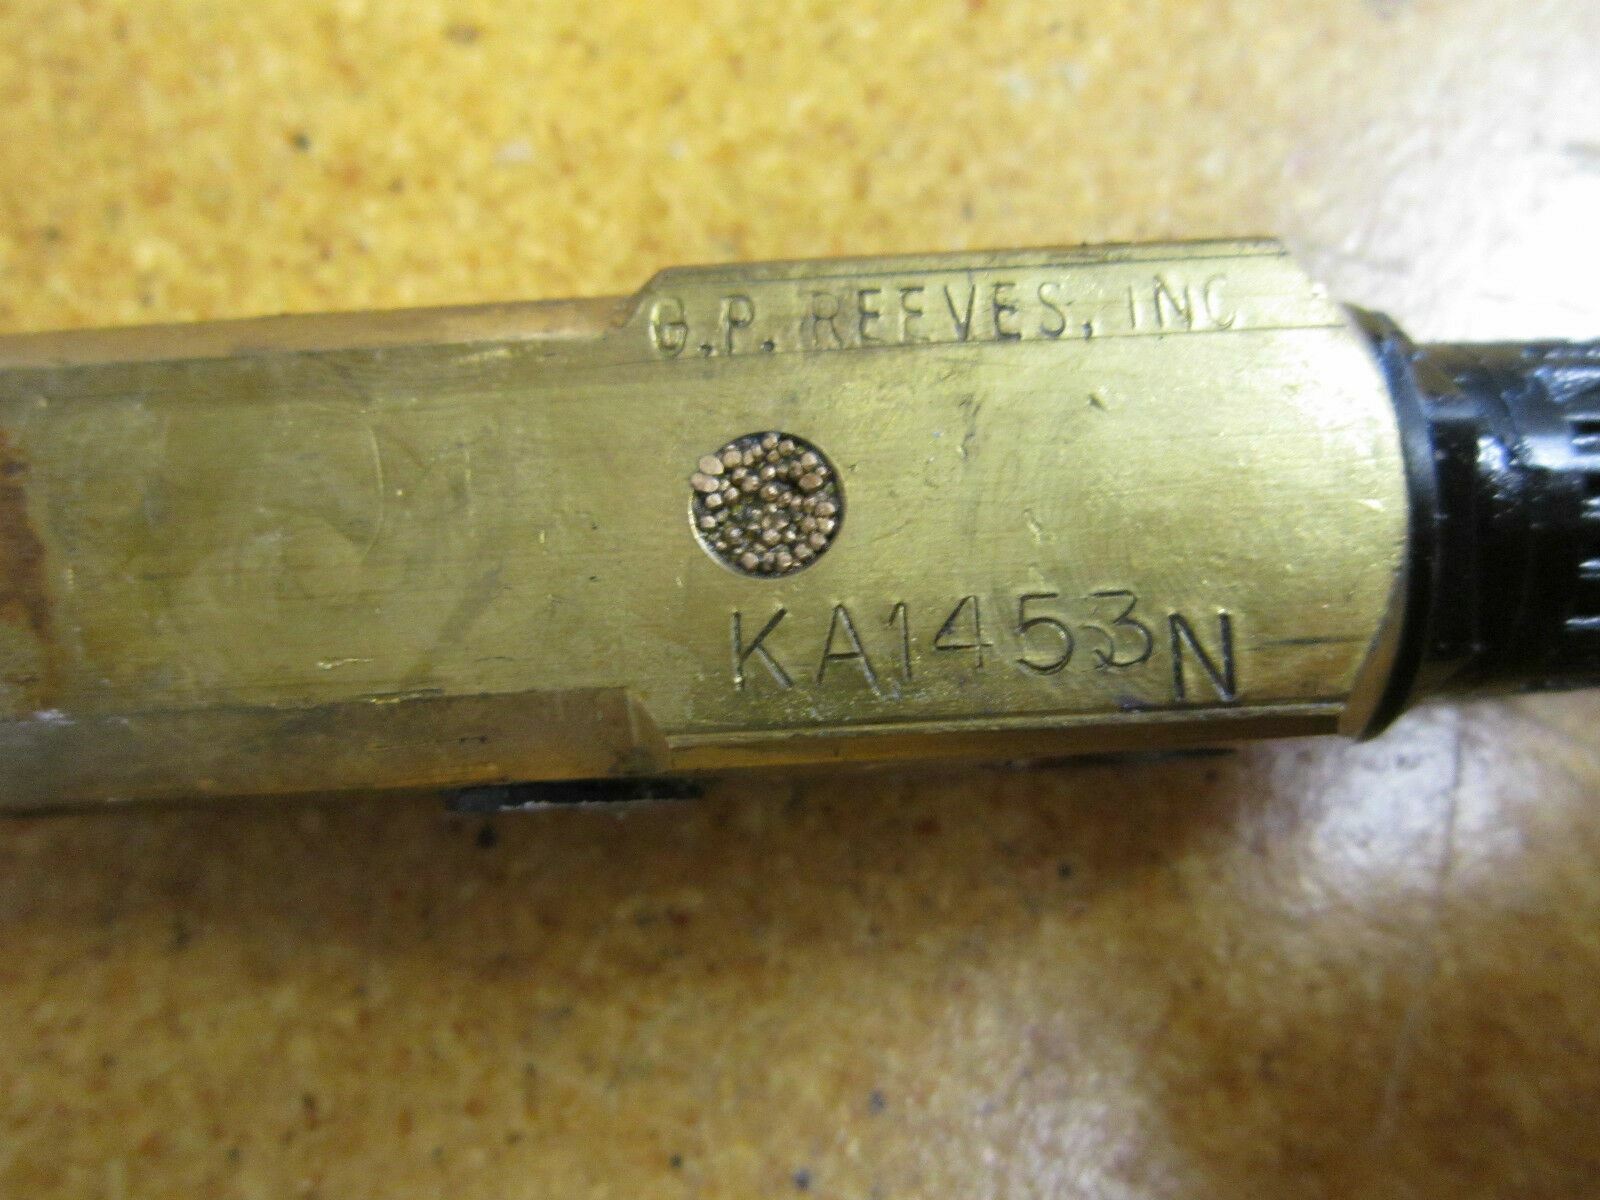 G.P. REEVES, INC
KA1453N